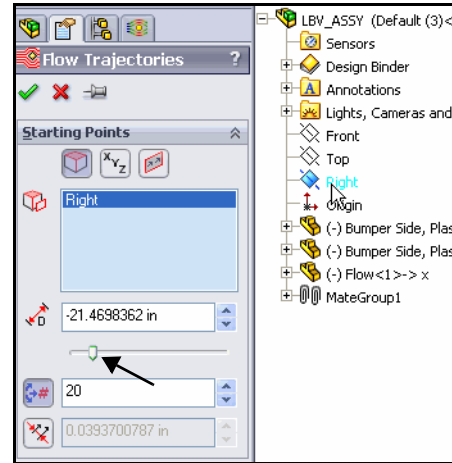 Flow Trajectories ?
Starting Points
X Y Z
Right
D -21.4698362 in
# 20
0.0393700787 in
LBV_ASSY (Default (3)<
Sensors
Design Binder
A Annotations
Lights, Cameras and
Front
Top
Right
Origin
(-) Bumper Side, Plas
(-) Bumper Side, Plas
(-) Flow<1>-> x
MateGroup1